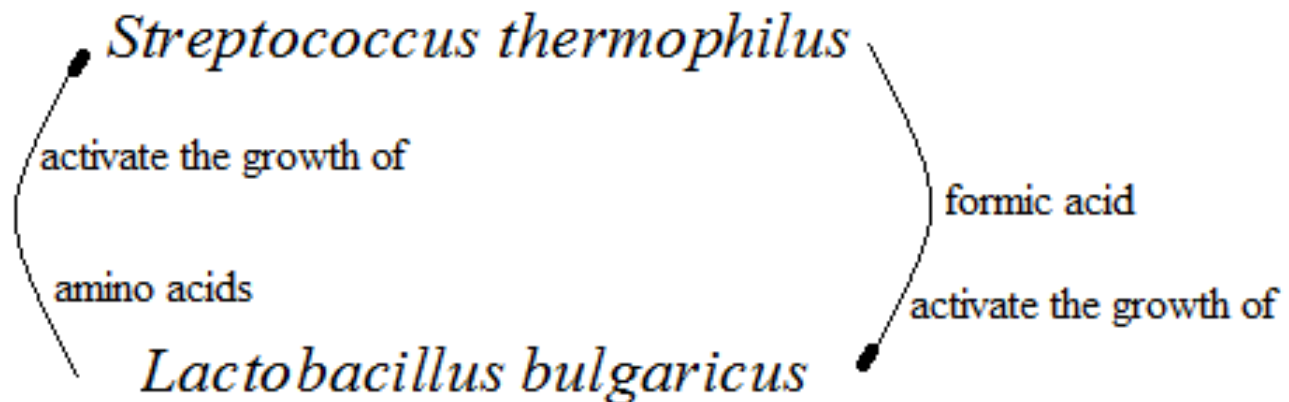 Streptococcus thermophilus
activate the growth of
formic acid
amino acids
activate the growth of
Lactobacillus bulgaricus